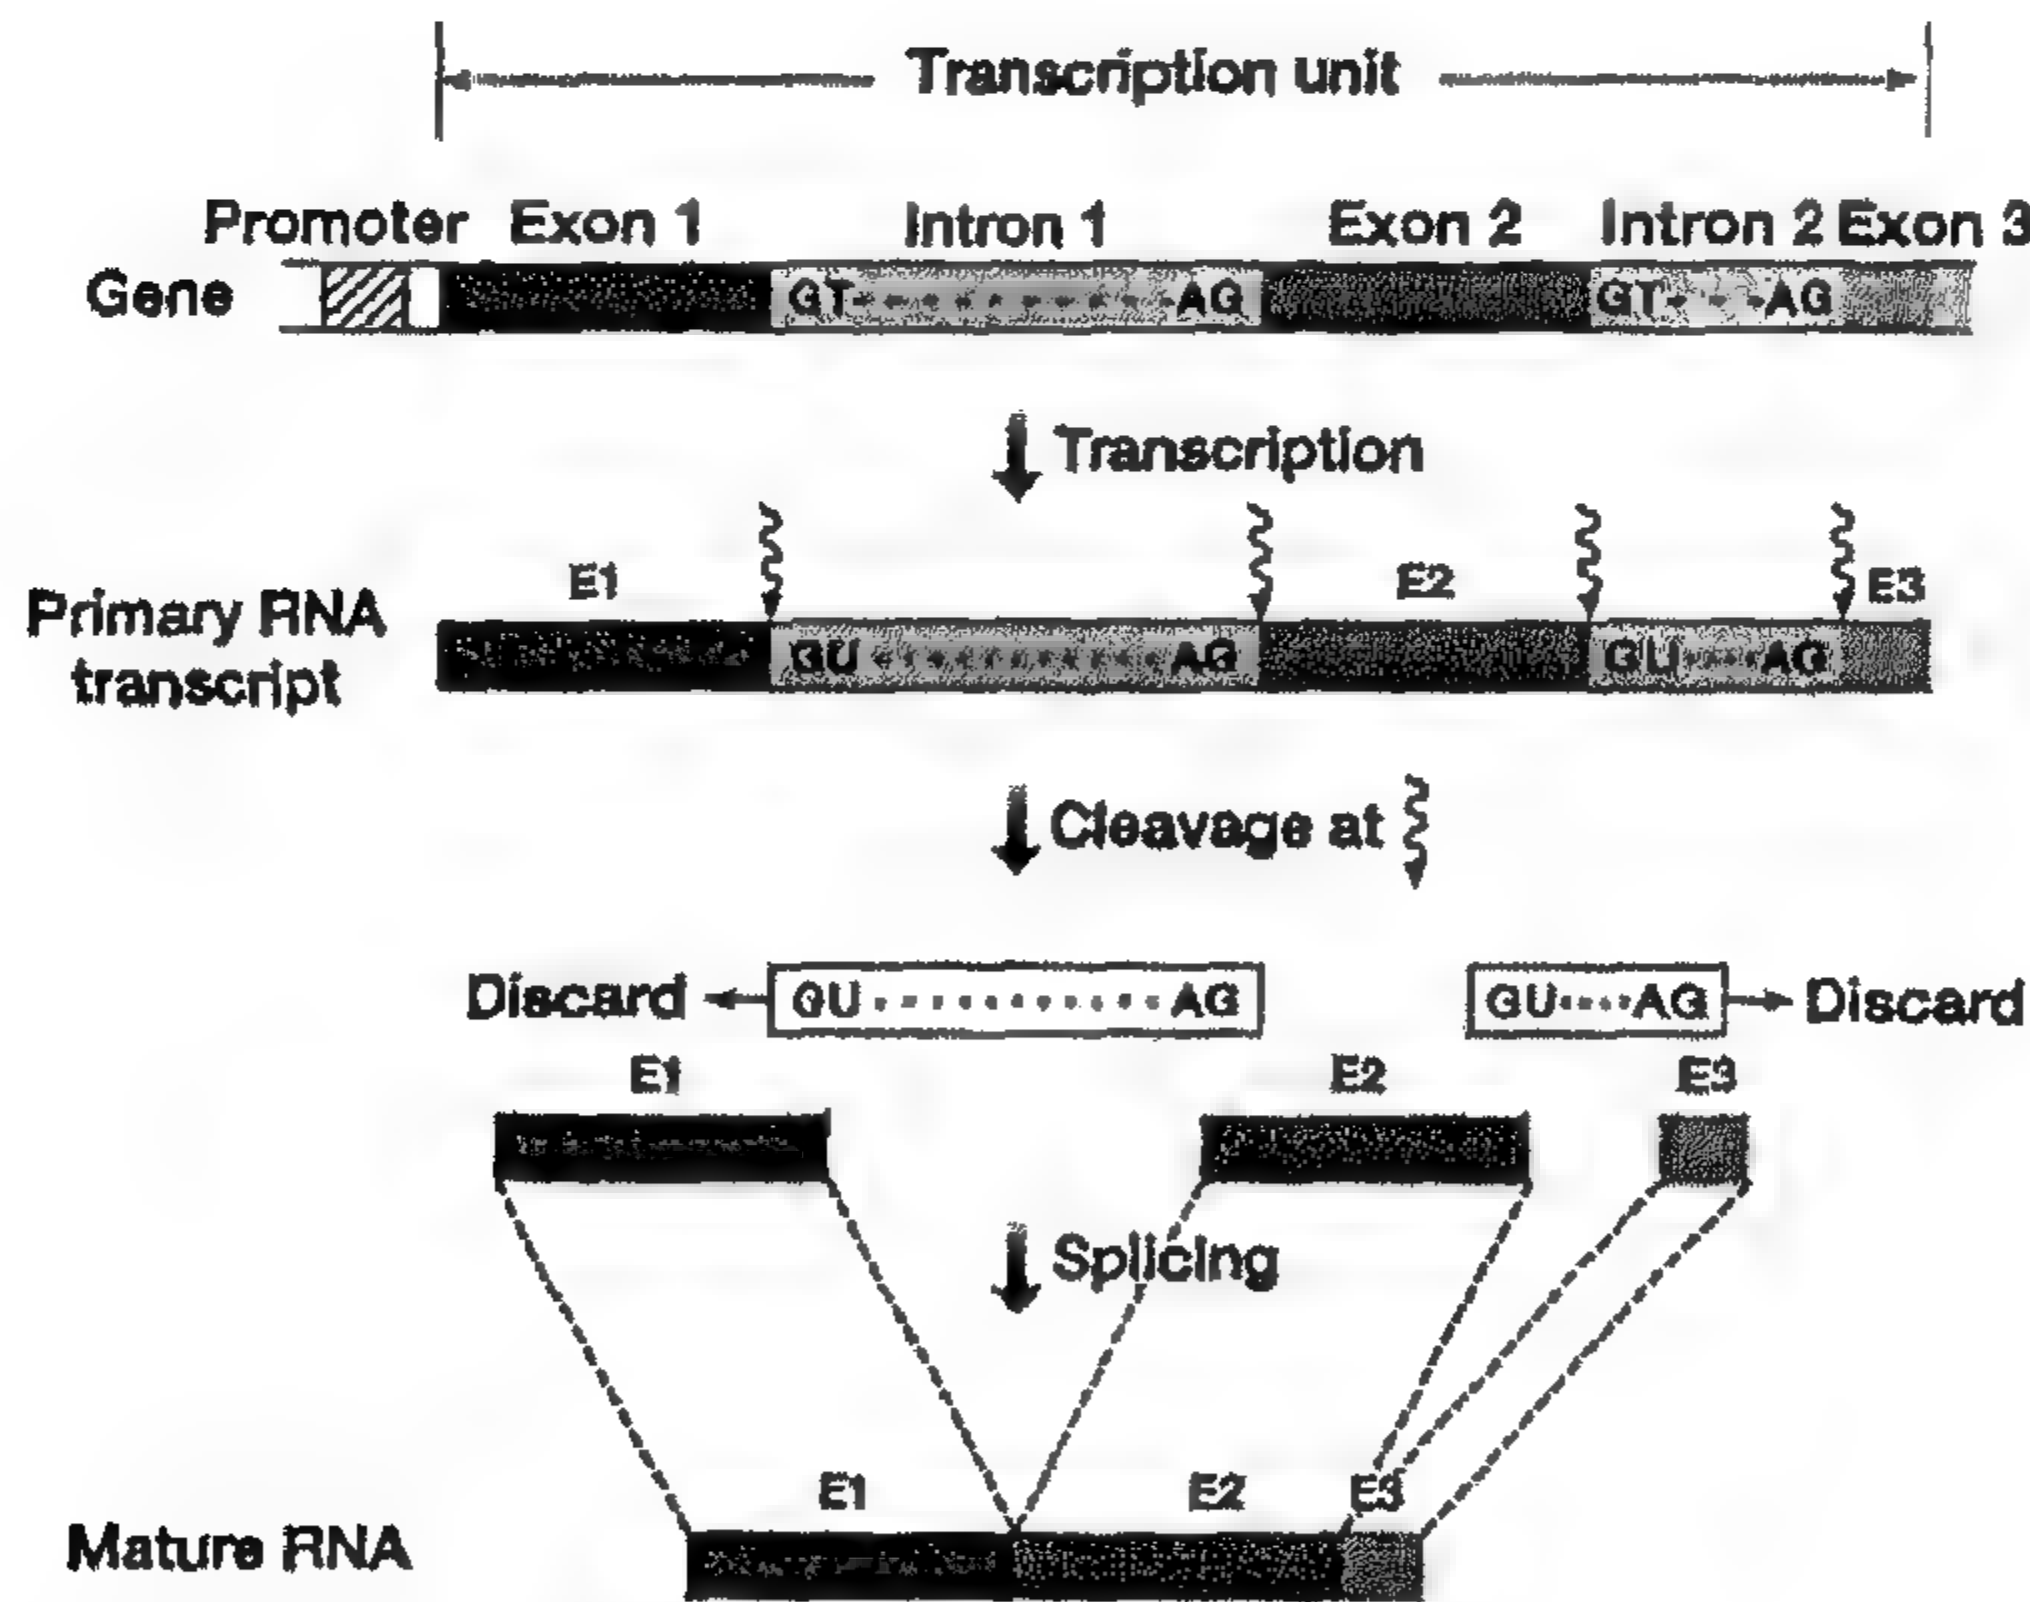 Transcription unit
Promoter Exon 1 Intron 1 Exon 2 Intron 2 Exon 3
Gene GT AG GT AG
Transcription
E1 E2 E3
Primary RNA
transcript
GU AG GU AG
Cleavage at
Discard GU AG GU AG Discard
E1 E2 E3
Splicing
E1 E2 E3
Mature RNA